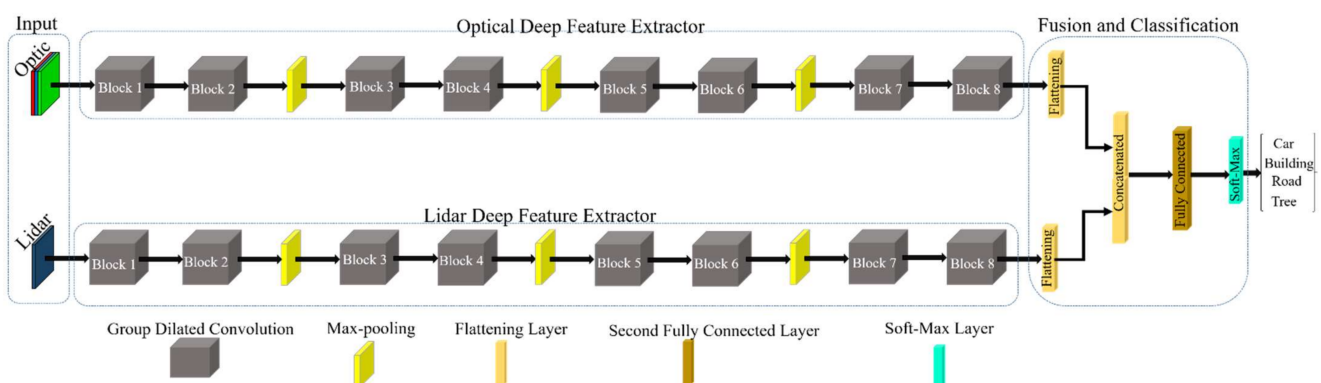 Input
Optical Deep Feature Extractor
Fusion and Classification
Optic
Block 1
Block 2
Block 3
Block 4
Block 5
Block 6
Block 7
Block 8
Flattening
Concatenated
Fully Connected
Soft-Max
Car
Building
Road
Tree
Lidar Deep Feature Extractor
Lidar
Block 1
Block 2
Block 3
Block 4
Block 5
Block 6
Block 7
Block 8
Flattening
Group Dilated Convolution
Max-pooling
Flattening Layer
Second Fully Connected Layer
Soft-Max Layer